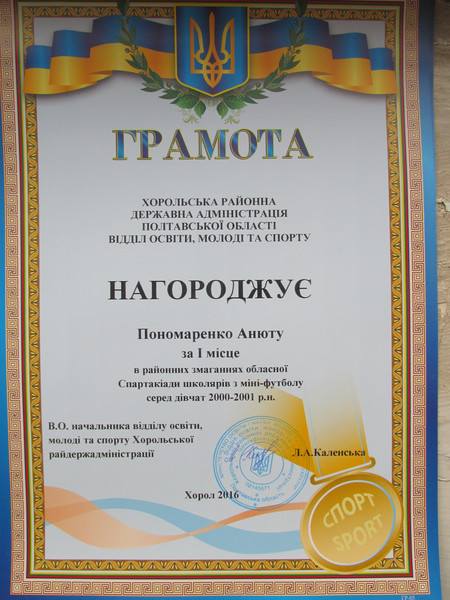 ГРАМОТА
ХОРОЛЬСЬКА РАЙОННА
ДЕРЖАВНА АДМІНІСТРАЦІЯ
ПОЛТАВСЬКОЇ ОБЛАСТІ
ВІДДІЛ ОСВІТИ, МОЛОДІ ТА СПОРТУ
НАГОРОДЖУЄ
Пономаренко Анюту
за І місце
в районних змаганнях обласної
Спартакіади школярів з міні-футболу
серед дівчат 2000-2001 р.н.
В.О. начальника відділу освіти,
молоді та спорту Хорольської
райдержадміністрації
Л.А.Каленська
Хорол 2016
СПОРТ
SPORT